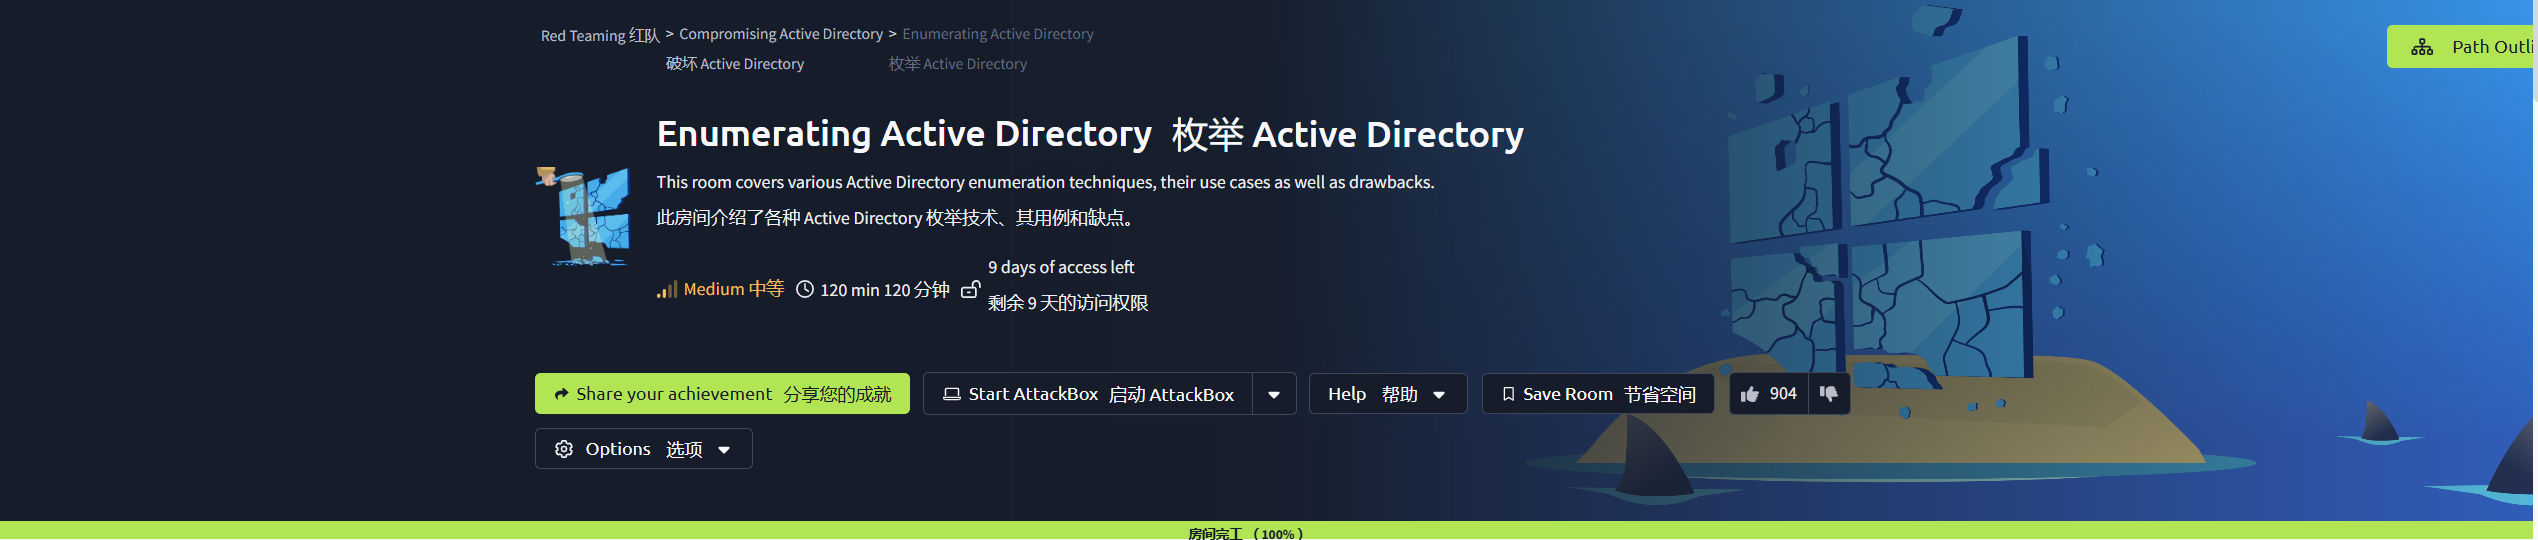 Red Teaming 红队 > Compromising Active Directory > Enumerating Active Directory
破坏 Active Directory 枚举 Active Directory
Path Outli
Enumerating Active Directory 枚举 Active Directory
This room covers various Active Directory enumeration techniques, their use cases as well as drawbacks.
此房间介绍了各种 Active Directory 枚举技术、其用例和缺点。
9 days of access left
Medium 中等 120 min 120 分钟
剩余 9 天的访问权限
Share your achievement 分享您的成就 Start AttackBox 启动 AttackBox Help 帮助 Save Room 节省空间 904
Options 选项
房间完工 （100%）